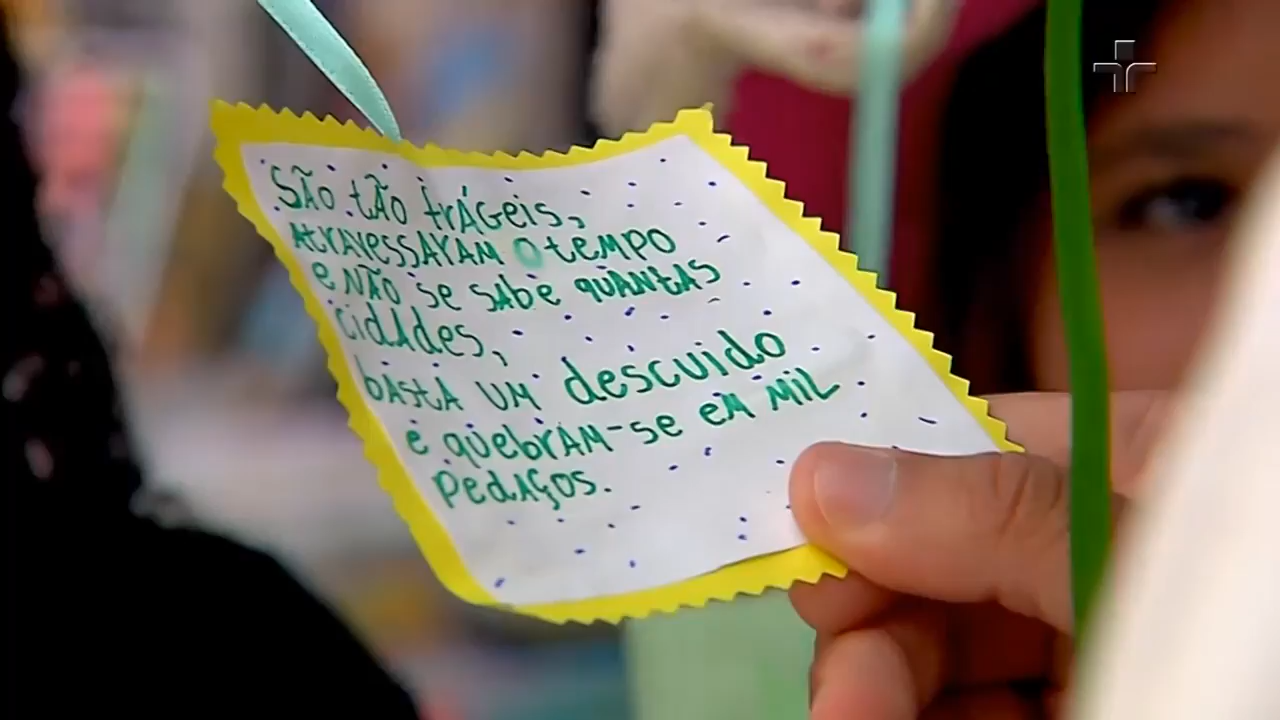 São tão frágeis,
atravessaram o tempo
e não se sabe quantas
cidades,
basta um descuido
e quebram-se em mil
pedaços.